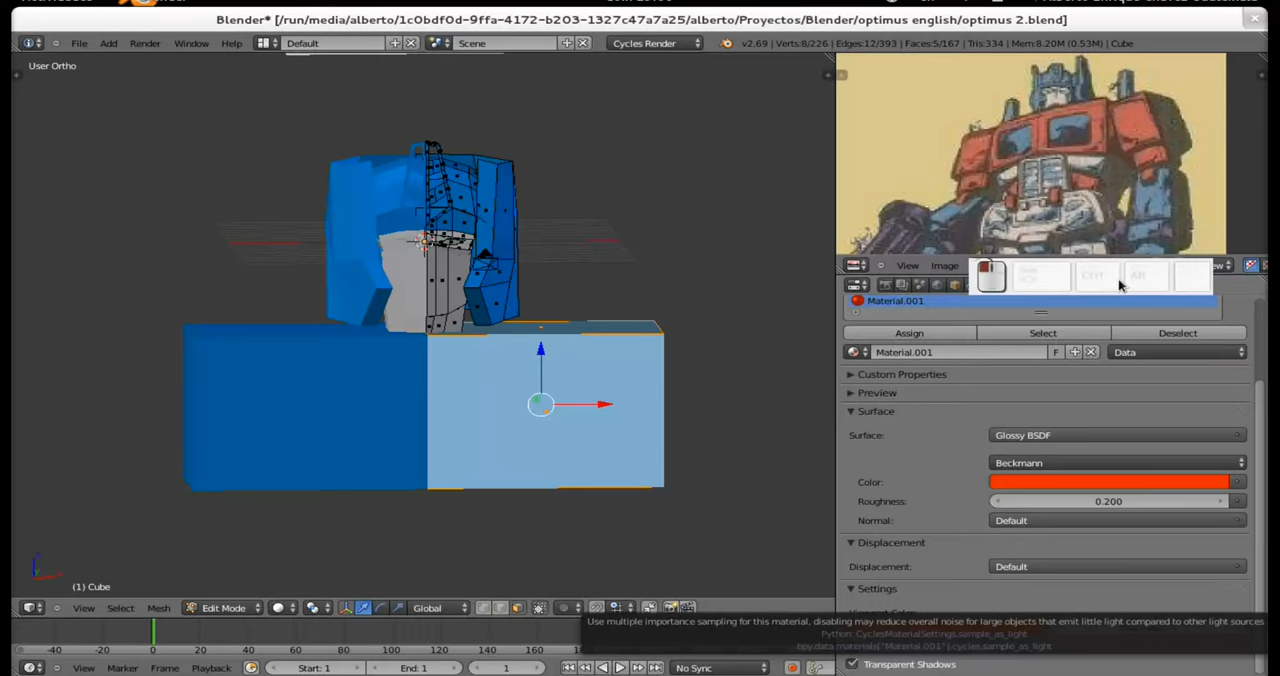 Blender* [/run/media/alberto/1c0bdf0d-9ffa-4172-b203-1327c47a7a25/alberto/Proyectos/Blender/optimus english/optimus 2.blend]
File Add Render Window Help Default Scene Cycles Render v2.69 | Verts:8/226 | Edges:12/393 | Faces:5/167 | Tris:334 | Mem:8.20M (0.53M) | Cube
User Ortho
View Image
Ctrl Alt
Material.001
Assign Select Deselect
Material.001 F Data
Custom Properties
Preview
Surface
Surface: Glossy BSDF
Beckmann
Color:
Roughness: 0.200
Normal: Default
Displacement
Displacement: Default
Settings
(1) Cube
View Select Mesh Edit Mode Global
Use multiple importance sampling for this material, disabling may reduce overall noise for large objects that emit little light compared to other light sources
Python: CyclesMaterialSettings.sample_as_light
bpy.data.materials["Material.001"].cycles.sample_as_light
-40 -20 0 20 40 60 80 100 120 140 160
View Marker Frame Playback Start: 1 End: 1 1 No Sync
Transparent Shadows